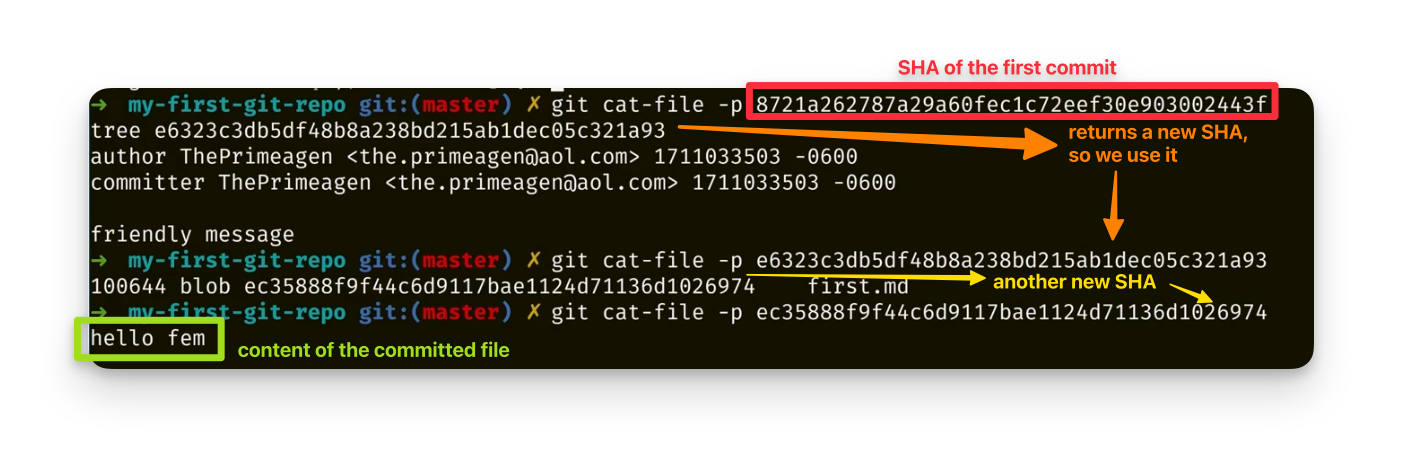 SHA of the first commit
➜ my-first-git-repo git:(master) ✗ git cat-file -p 8721a262787a29a60fec1c72eef30e903002443f
tree e6323c3db5df48b8a238bd215ab1dec05c321a93
returns a new SHA,
so we use it
author ThePrimeagen <the.primeagen@aol.com> 1711033503 -0600
committer ThePrimeagen <the.primeagen@aol.com> 1711033503 -0600
friendly message
➜ my-first-git-repo git:(master) ✗ git cat-file -p e6323c3db5df48b8a238bd215ab1dec05c321a93
100644 blob ec35888f9f44c6d9117bae1124d71136d1026974 first.md
another new SHA
➜ my-first-git-repo git:(master) ✗ git cat-file -p ec35888f9f44c6d9117bae1124d71136d1026974
hello fem
content of the committed file